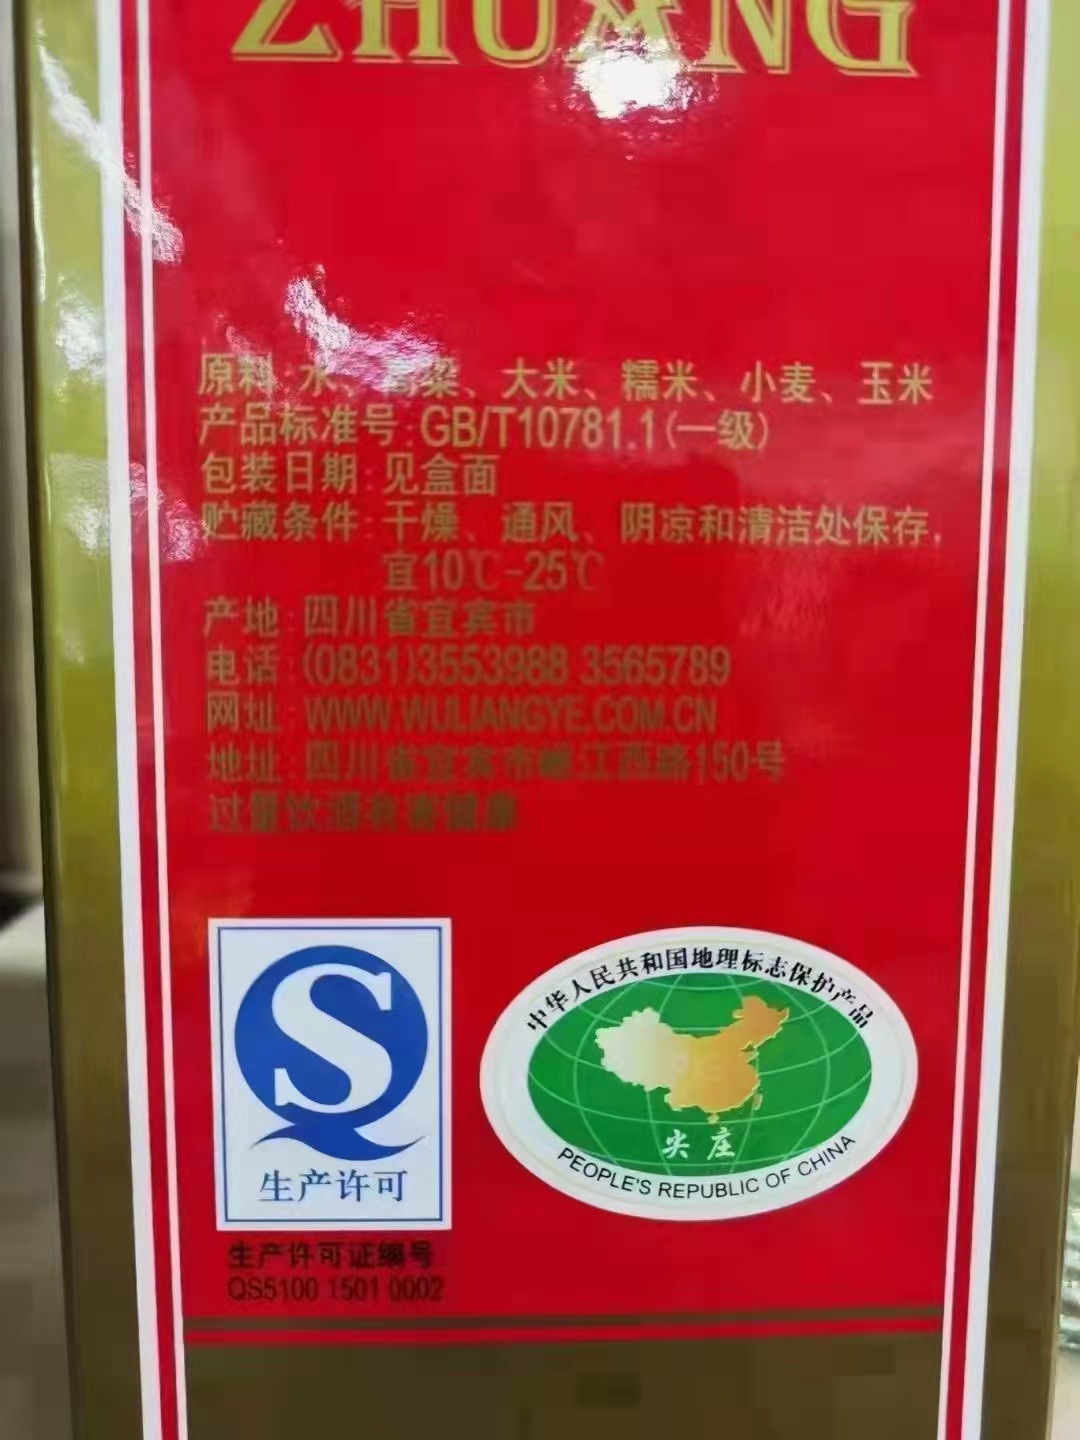 ZHUANG
原料:水、高粱、大米、糯米、小麦、玉米
产品标准号:GB/T10781.1(一级)
包装日期:见盒面
贮藏条件:干燥、通风、阴凉和清洁处保存,
宜10℃-25℃
产地:四川省宜宾市
电话:(0831)3553988 3565789
网址:WWW.WULIANGYE.COM.CN
地址:四川省宜宾市岷江西路150号
过量饮酒有害健康
S
生产许可
生产许可证编号
QS5100 1501 0002
中华人民共和国地理标志保护产品
尖庄
PEOPLE'S REPUBLIC OF CHINA